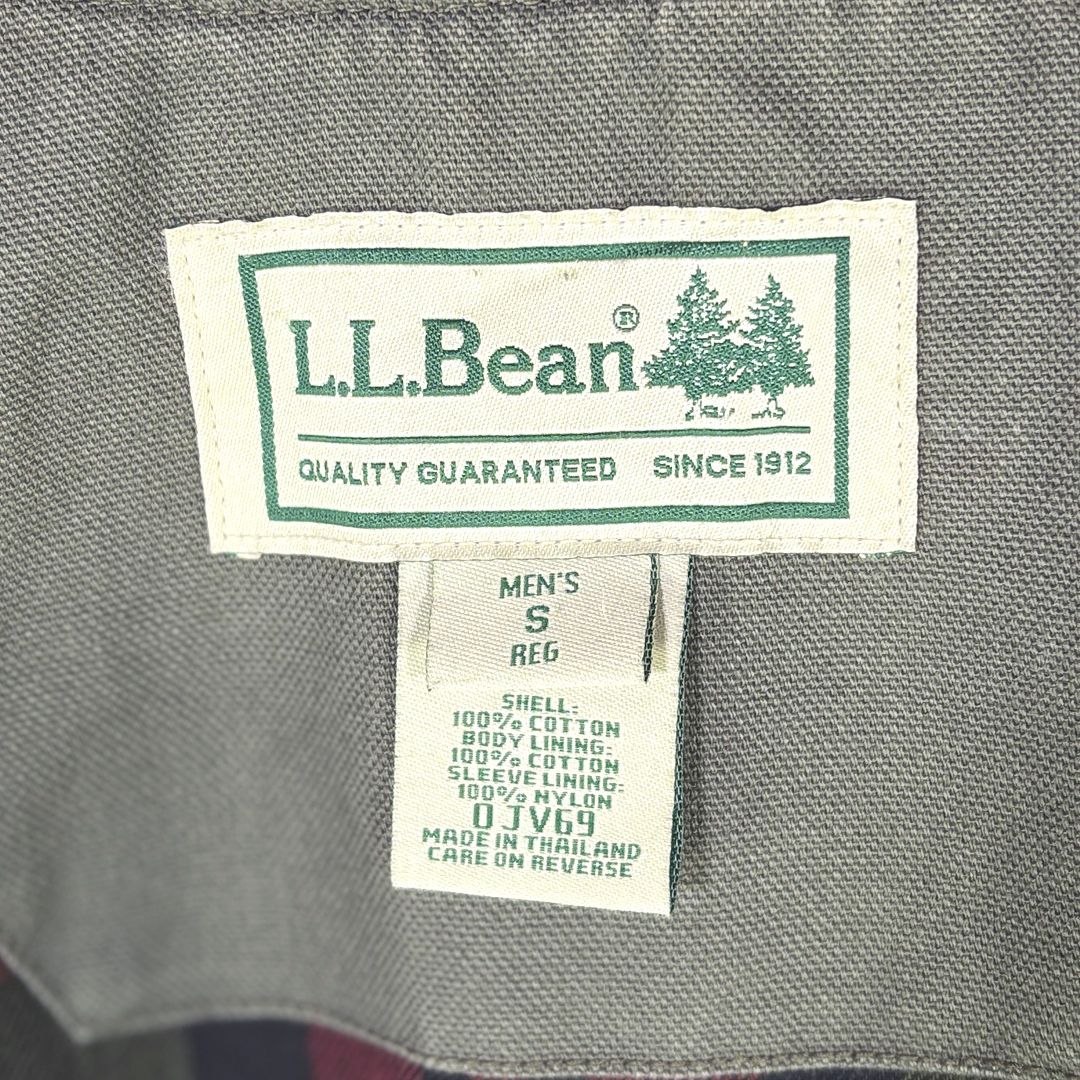 L.L.Bean®
QUALITY GUARANTEED SINCE 1912
MEN'S
S
REG
SHELL:
100% COTTON
BODY LINING:
100% COTTON
SLEEVE LINING:
100% NYLON
0JV69
MADE IN THAILAND
CARE ON REVERSE